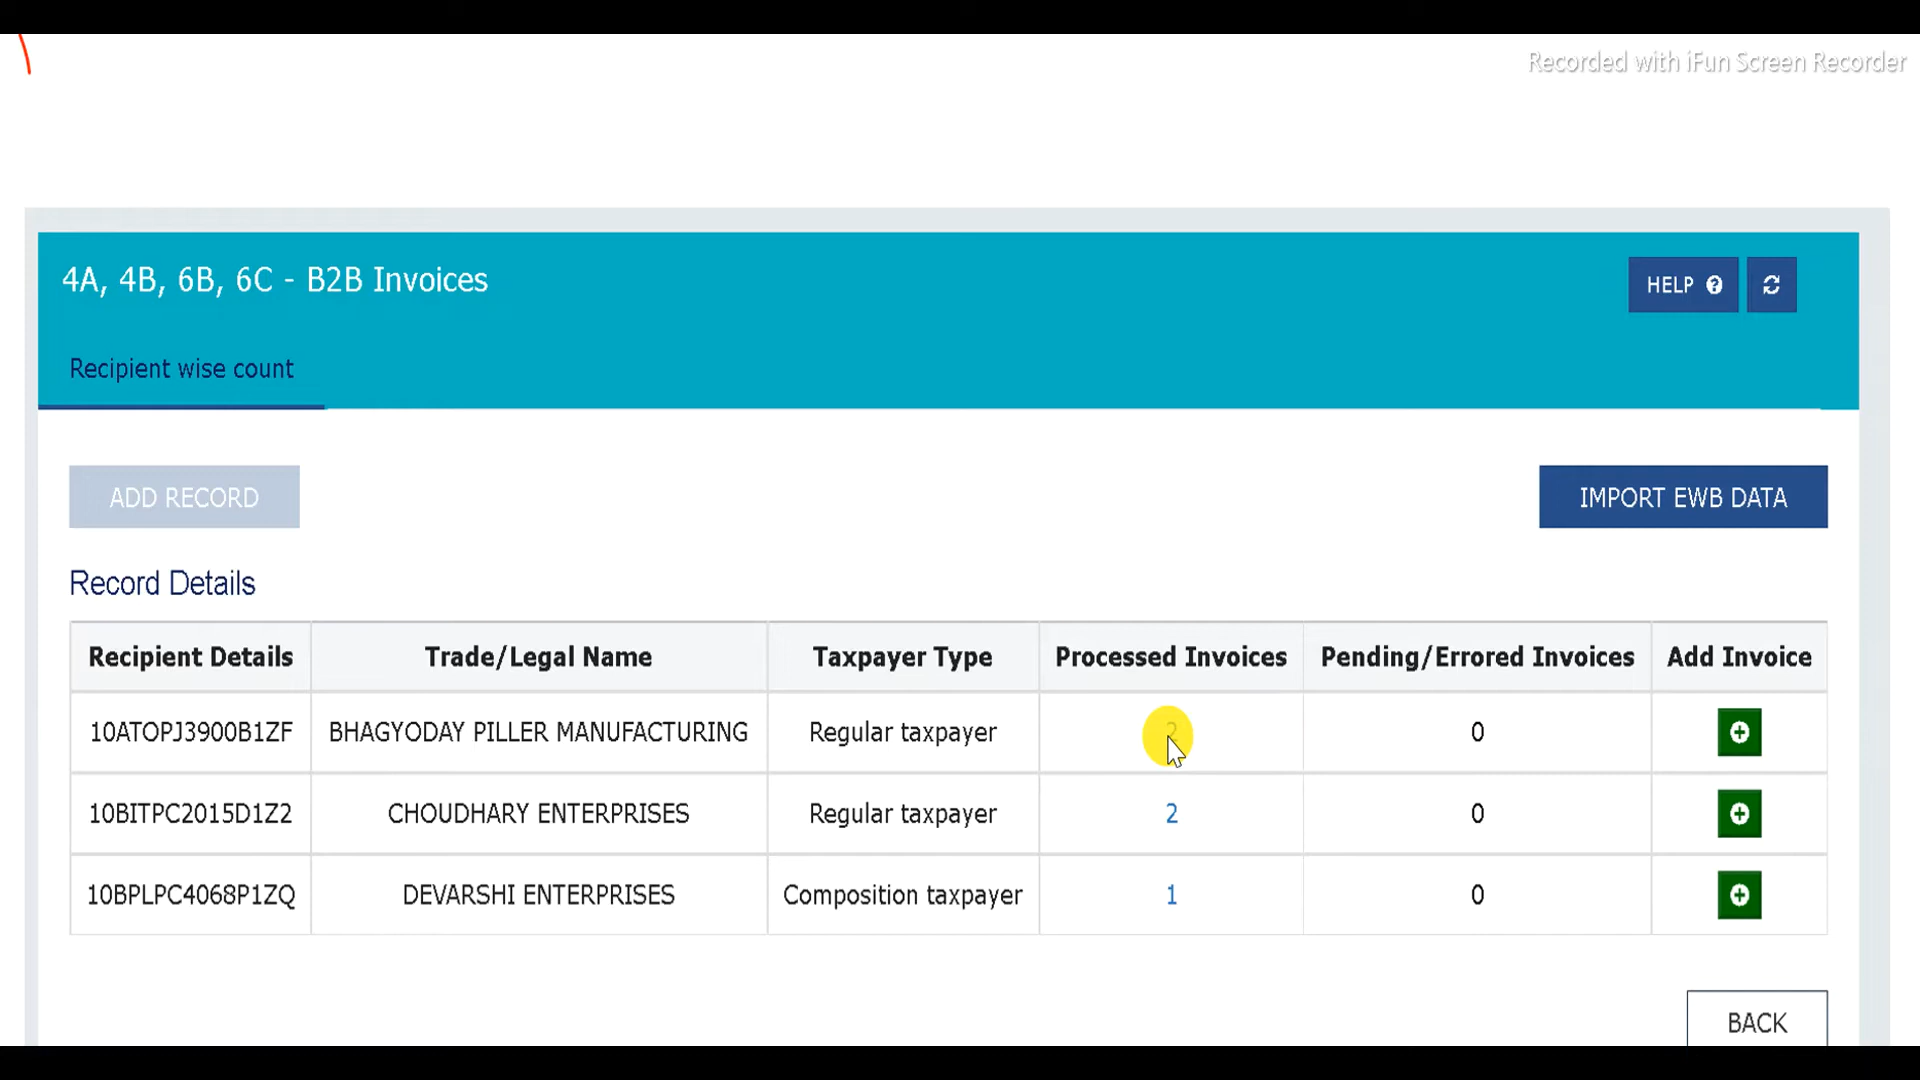 Recorded with iFun Screen Recorder
4A, 4B, 6B, 6C - B2B Invoices
HELP
Recipient wise count
ADD RECORD
IMPORT EWB DATA
Record Details
Recipient Details Trade/Legal Name Taxpayer Type Processed Invoices Pending/Errored Invoices Add Invoice
10ATOPJ3900B1ZF BHAGYODAY PILLER MANUFACTURING Regular taxpayer 2 0
10BITPC2015D1Z2 CHOUDHARY ENTERPRISES Regular taxpayer 2 0
10BPLPC4068P1ZQ DEVARSHI ENTERPRISES Composition taxpayer 1 0
BACK